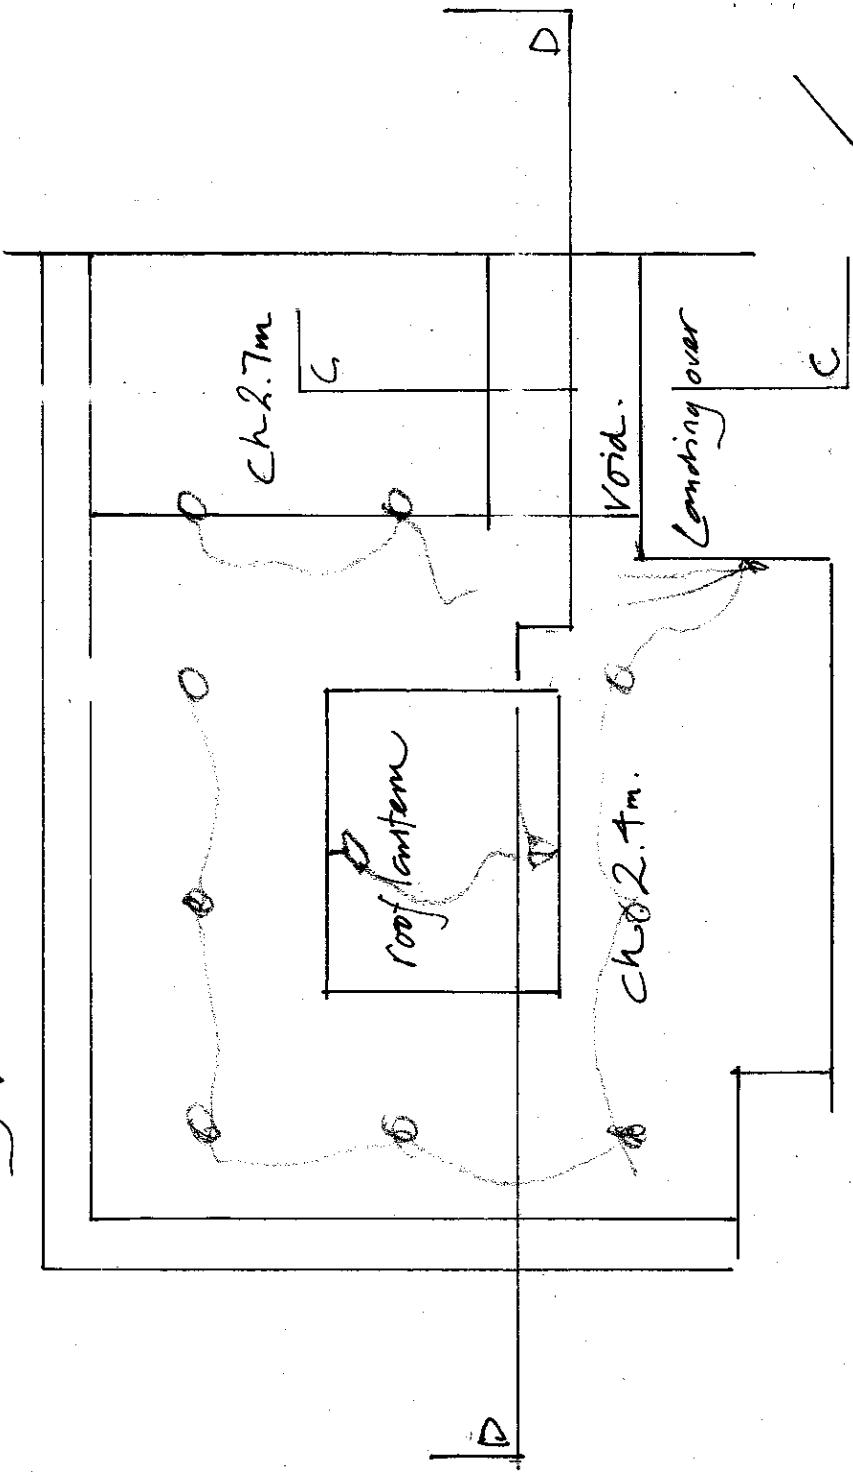 D
ch 2.7m
C
Void.
Landing over
C
roof lantern
ch 2.4m.
D